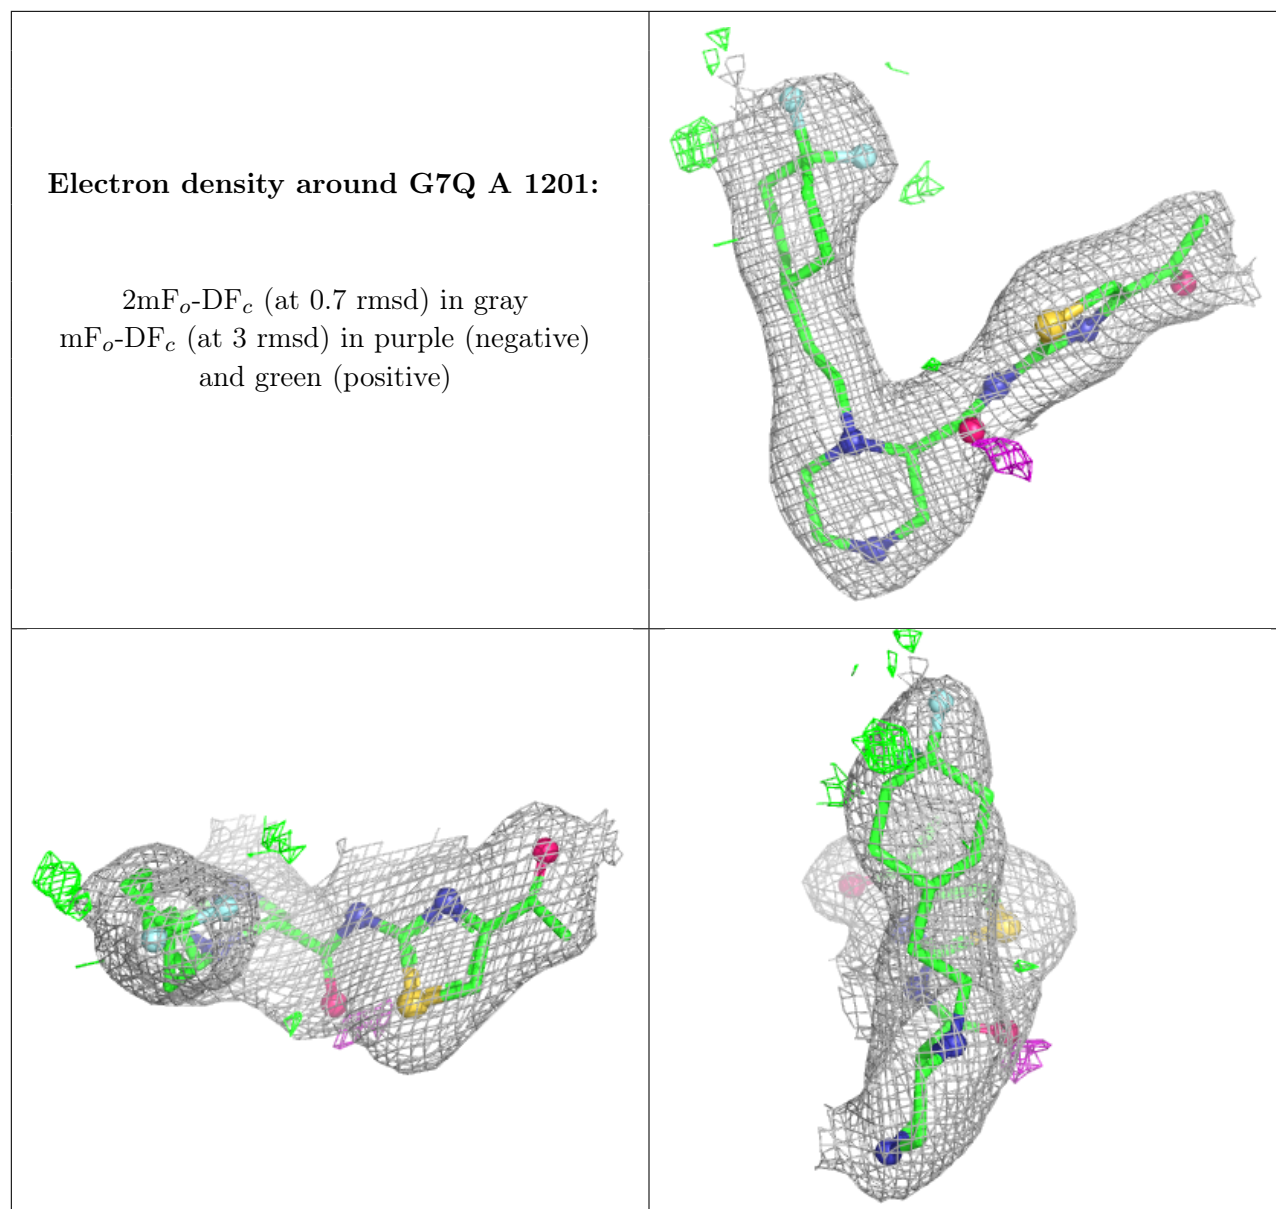 Electron density around G7Q A 1201:
2mFo-DFc (at 0.7 rmsd) in gray
mFo-DFc (at 3 rmsd) in purple (negative)
and green (positive)